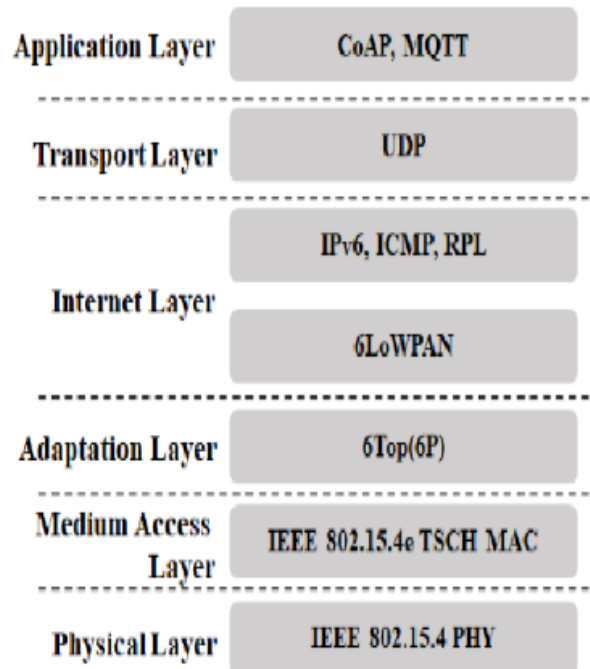 Application Layer
CoAP, MQTT
Transport Layer
UDP
Internet Layer
IPv6, ICMP, RPL
6LoWPAN
Adaptation Layer
6Top(6P)
Medium Access
Layer
IEEE 802.15.4e TSCH MAC
Physical Layer
IEEE 802.15.4 PHY